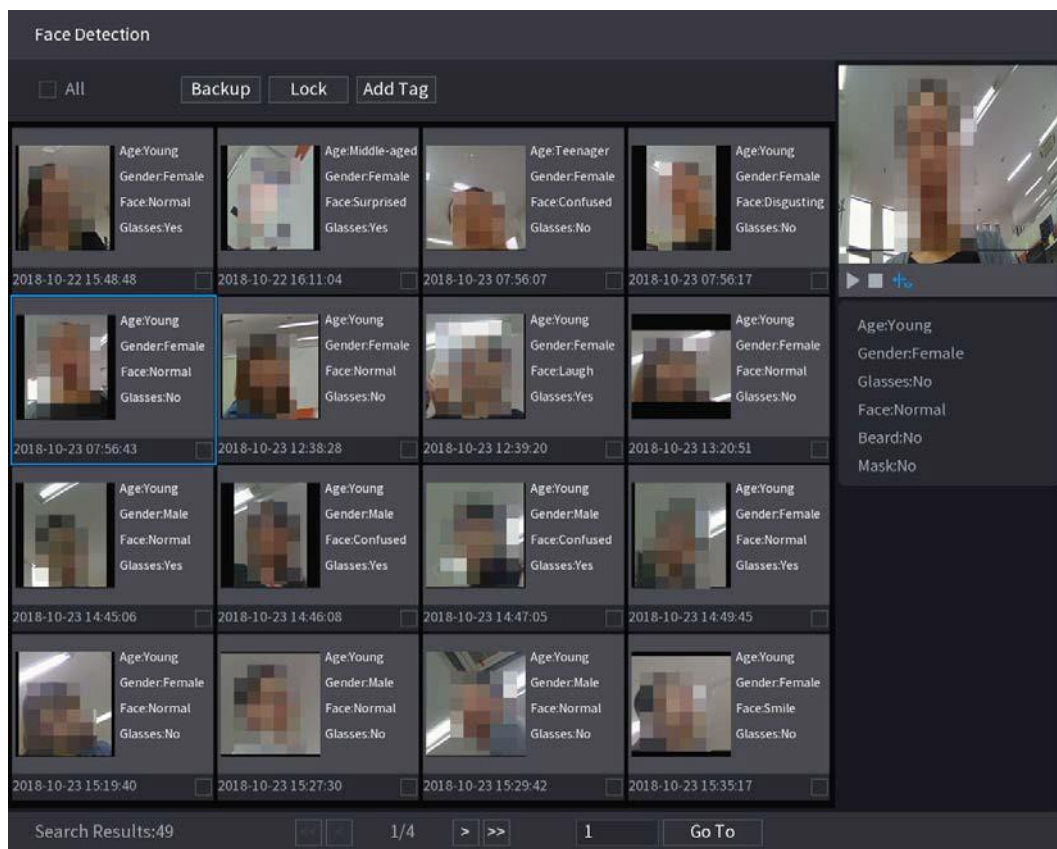 Face Detection
All
Backup
Lock
Add Tag
Age:Young
Gender:Female
Face:Normal
Glasses:Yes
2018-10-22 15:48:48
Age:Middle-aged
Gender:Female
Face:Surprised
Glasses:Yes
2018-10-22 16:11:04
Age:Teenager
Gender:Female
Face:Confused
Glasses:No
2018-10-23 07:56:07
Age:Young
Gender:Female
Face:Disgusting
Glasses:No
2018-10-23 07:56:17
Age:Young
Gender:Female
Face:Normal
Glasses:No
2018-10-23 07:56:43
Age:Young
Gender:Female
Face:Normal
Glasses:No
2018-10-23 12:38:28
Age:Young
Gender:Female
Face:Laugh
Glasses:Yes
2018-10-23 12:39:20
Age:Young
Gender:Female
Face:Normal
Glasses:No
2018-10-23 13:20:51
Age:Young
Gender:Male
Face:Normal
Glasses:Yes
2018-10-23 14:45:06
Age:Young
Gender:Male
Face:Confused
Glasses:Yes
2018-10-23 14:46:08
Age:Young
Gender:Male
Face:Confused
Glasses:Yes
2018-10-23 14:47:05
Age:Young
Gender:Female
Face:Normal
Glasses:Yes
2018-10-23 14:49:45
Age:Young
Gender:Female
Face:Normal
Glasses:No
2018-10-23 15:19:40
Age:Young
Gender:Male
Face:Normal
Glasses:No
2018-10-23 15:27:30
Age:Young
Gender:Male
Face:Normal
Glasses:No
2018-10-23 15:29:42
Age:Young
Gender:Female
Face:Smile
Glasses:No
2018-10-23 15:35:17
Age:Young
Gender:Female
Glasses:No
Face:Normal
Beard:No
Mask:No
Search Results:49
<< < 1/4 > >> 1 Go To